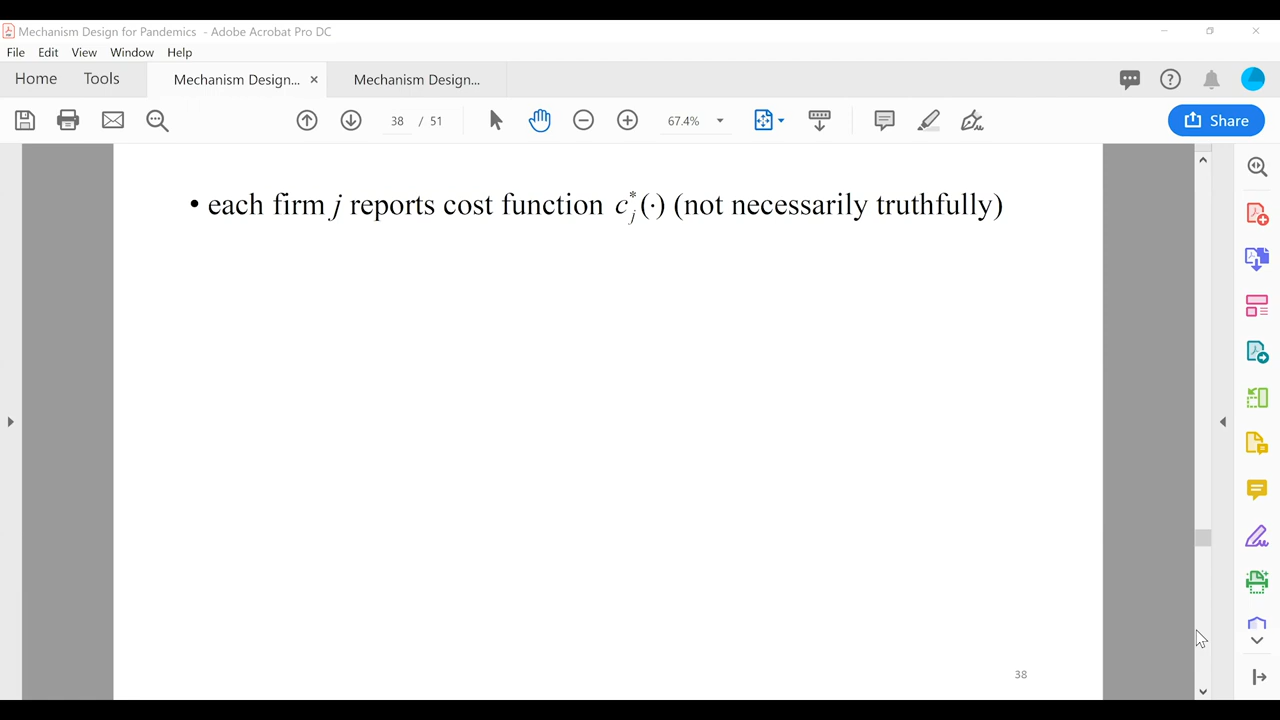 Mechanism Design for Pandemics - Adobe Acrobat Pro DC
File Edit View Window Help
Home Tools Mechanism Design... × Mechanism Design...
38 / 51 67.4% Share
• each firm j reports cost function c*j(·) (not necessarily truthfully)
38